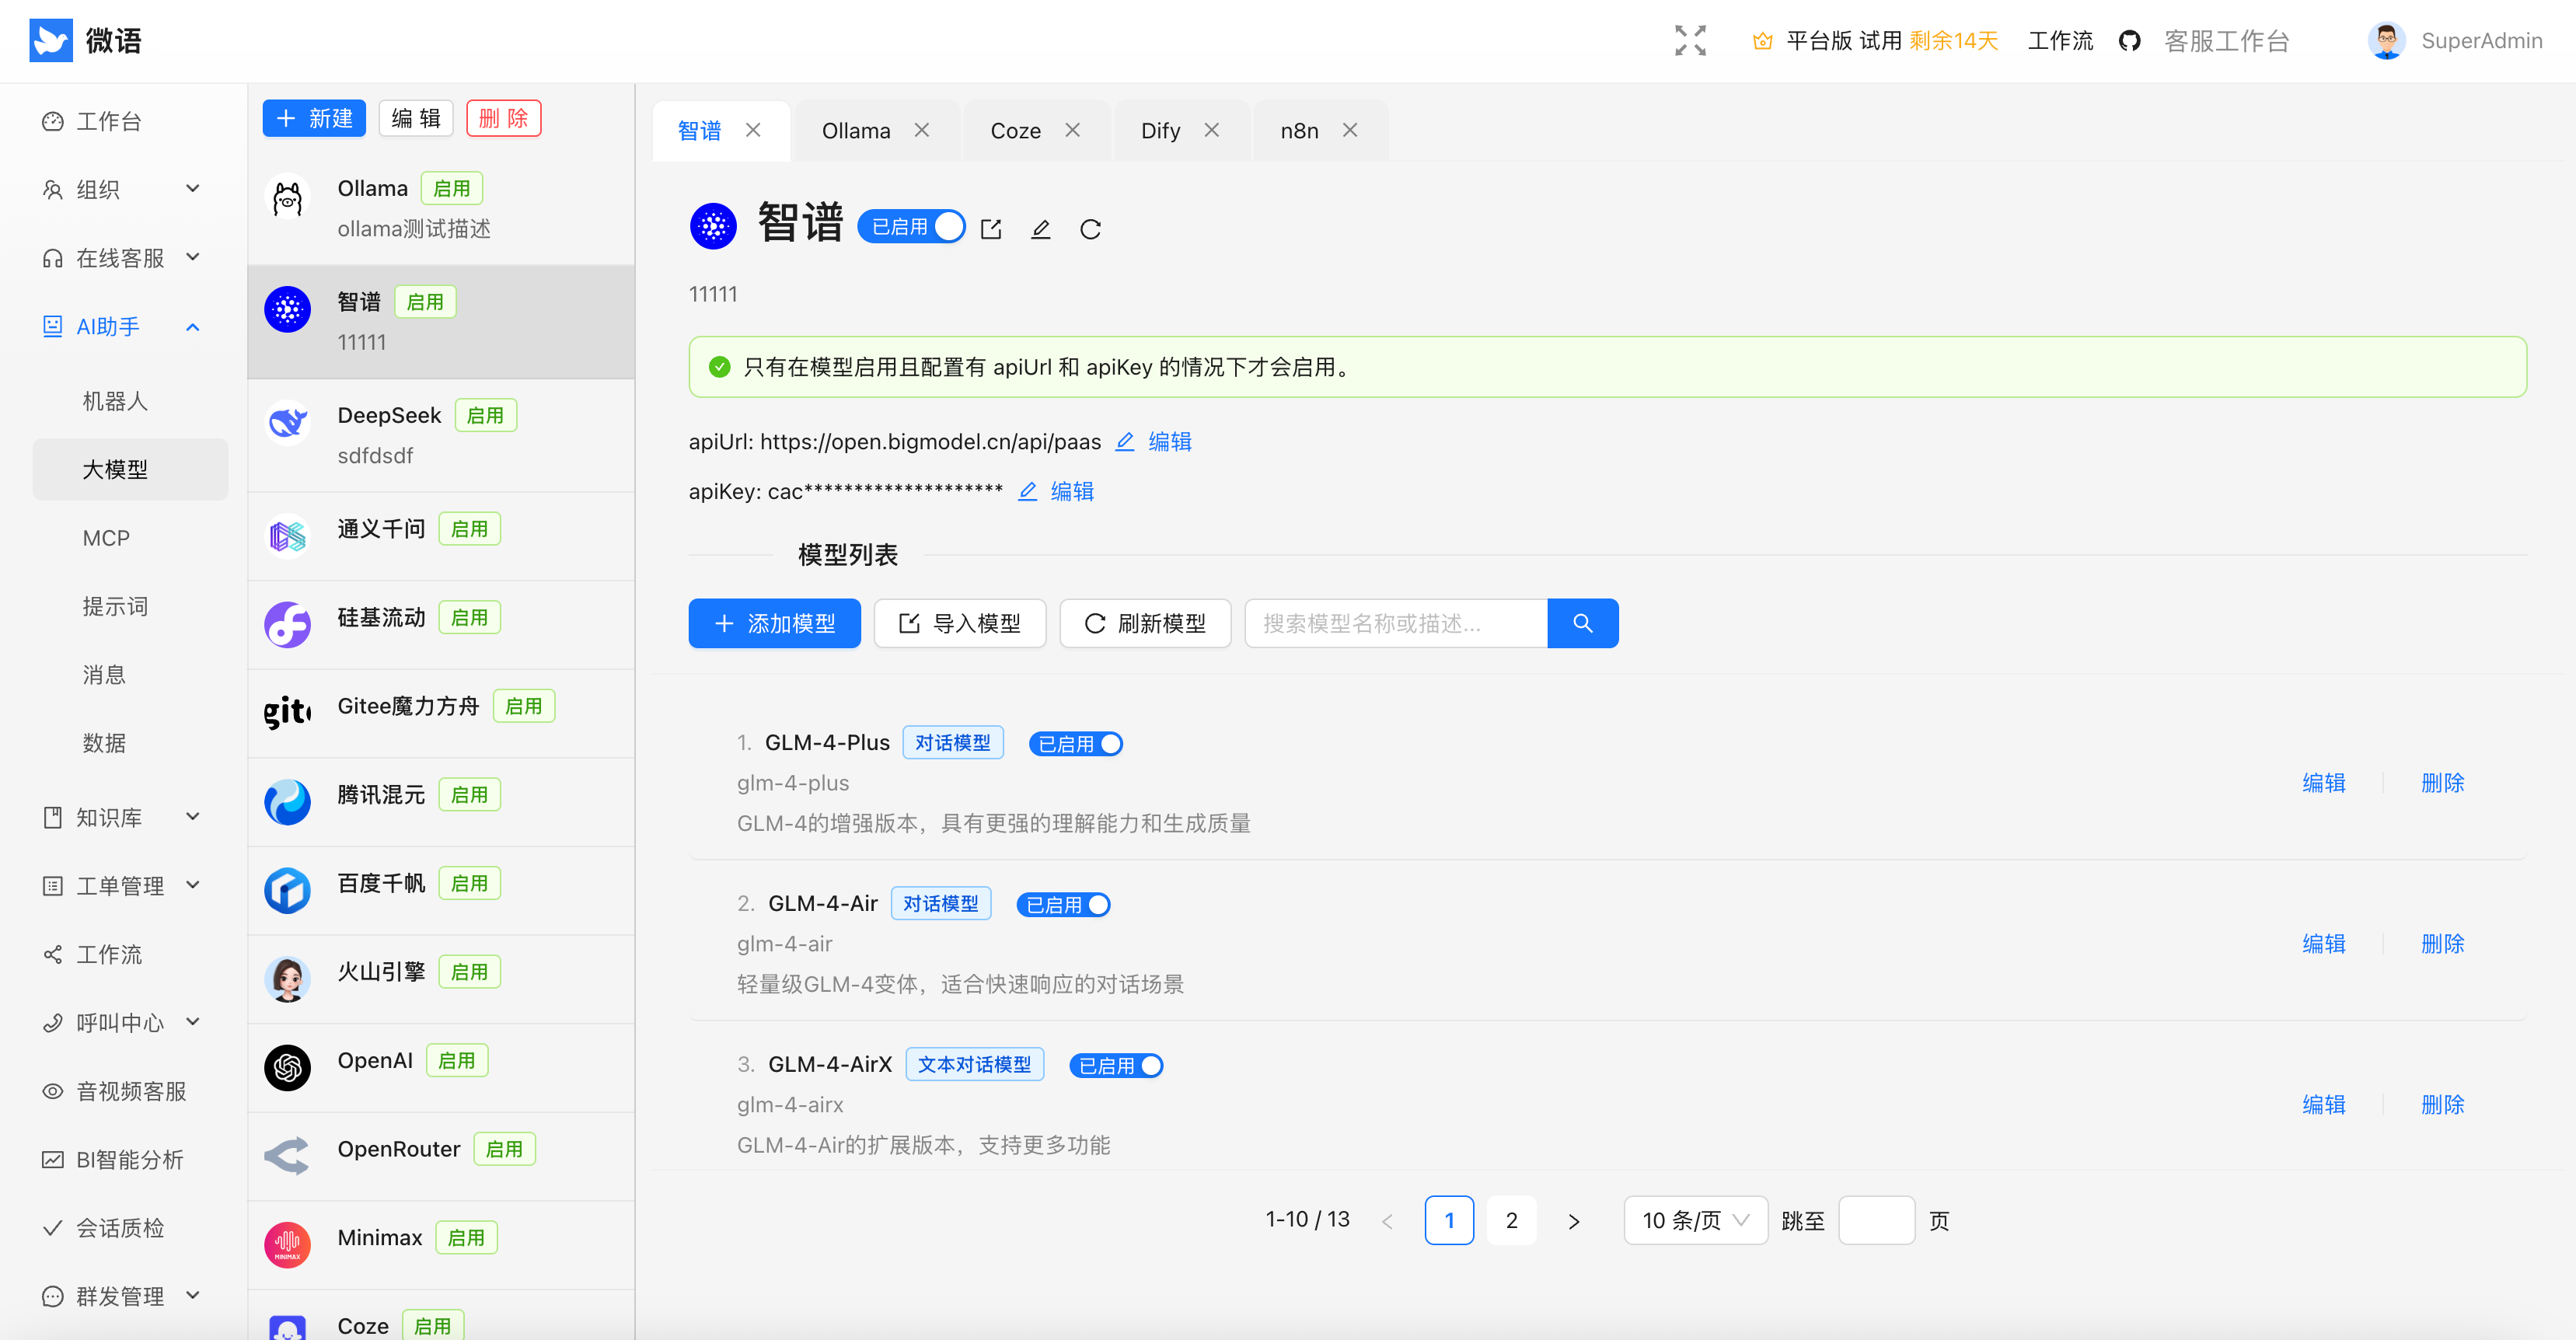 微语
平台版 试用 剩余14天
工作流
客服工作台
SuperAdmin
工作台
组织
在线客服
AI助手
机器人
大模型
MCP
提示词
消息
数据
知识库
工单管理
工作流
呼叫中心
音视频客服
BI智能分析
会话质检
群发管理
新建 编 辑 删 除
Ollama 启用
ollama测试描述
智谱 启用
11111
DeepSeek 启用
sdfdsdf
通义千问 启用
硅基流动 启用
gite
Gitee魔力方舟 启用
腾讯混元 启用
百度千帆 启用
火山引擎 启用
OpenAI 启用
OpenRouter 启用
MINIMAX
Minimax 启用
Coze 启用
智谱 Ollama Coze Dify n8n
智谱 已启用
11111
只有在模型启用且配置有 apiUrl 和 apiKey 的情况下才会启用。
apiUrl: https://open.bigmodel.cn/api/paas 编辑
apiKey: cac******************** 编辑
模型列表
添加模型 导入模型 刷新模型 搜索模型名称或描述...
1. GLM-4-Plus 对话模型 已启用
glm-4-plus
编辑 删除
GLM-4的增强版本，具有更强的理解能力和生成质量
2. GLM-4-Air 对话模型 已启用
glm-4-air
编辑 删除
轻量级GLM-4变体，适合快速响应的对话场景
3. GLM-4-AirX 文本对话模型 已启用
glm-4-airx
编辑 删除
GLM-4-Air的扩展版本，支持更多功能
1-10 / 13 1 2 10 条/页 跳至 页